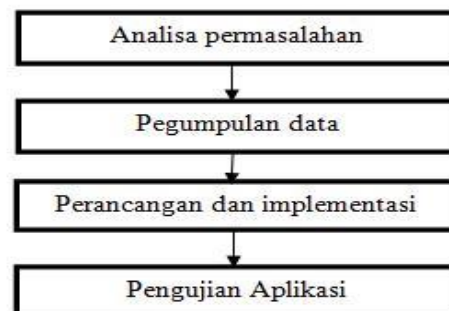 Analisa permasalahan
Pegumpulan data
Perancangan dan implementasi
Pengujian Aplikasi